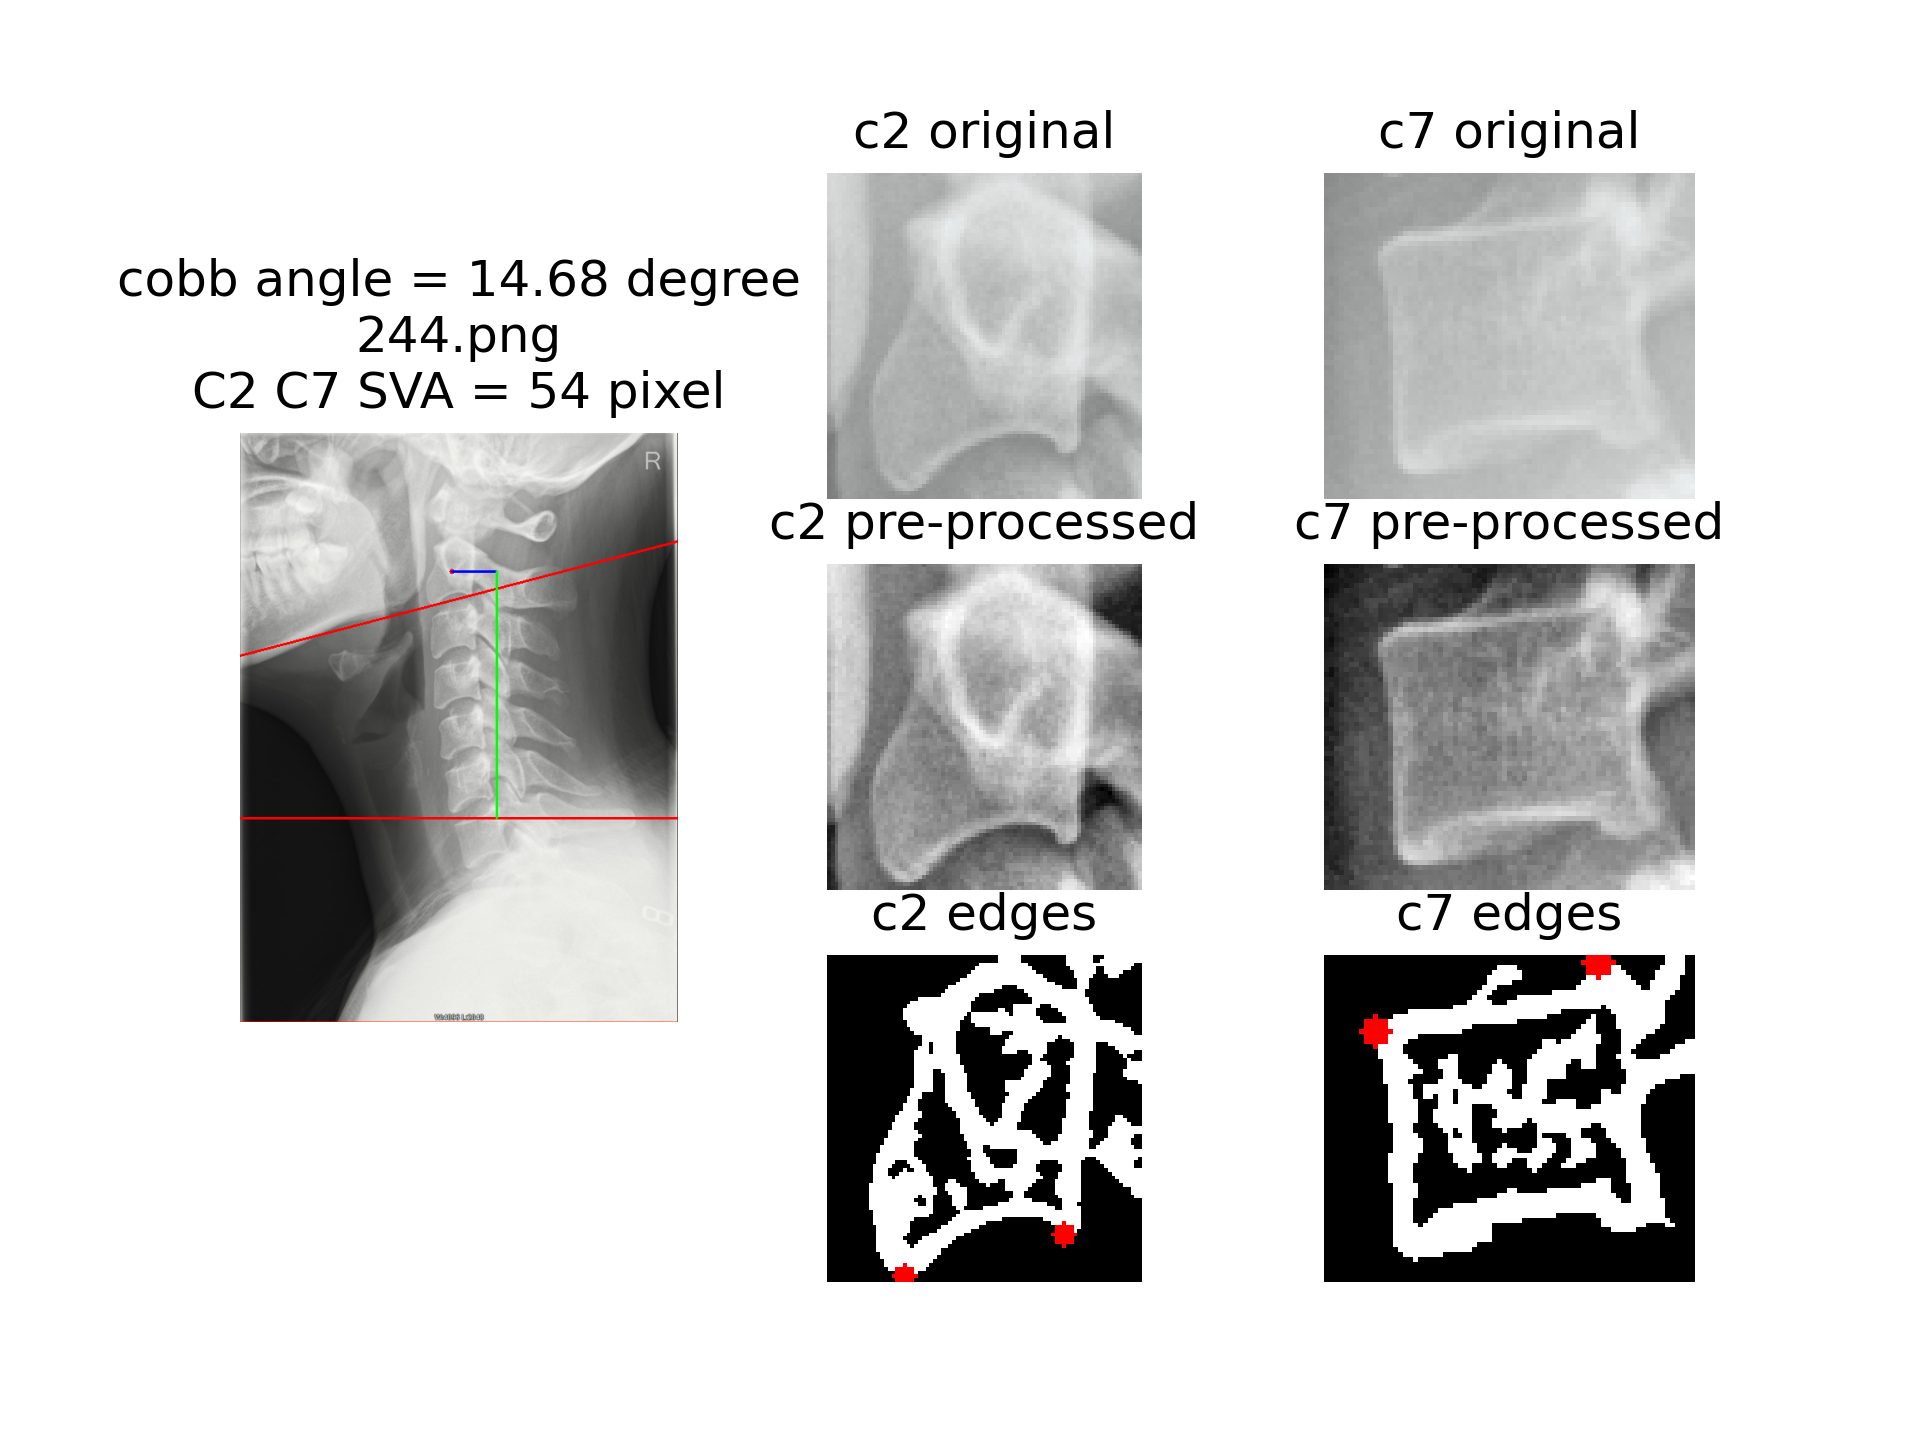 cobb angle = 14.68 degree
244.png
C2 C7 SVA = 54 pixel
R
c2 original
c7 original
c2 pre-processed
c7 pre-processed
c2 edges
c7 edges